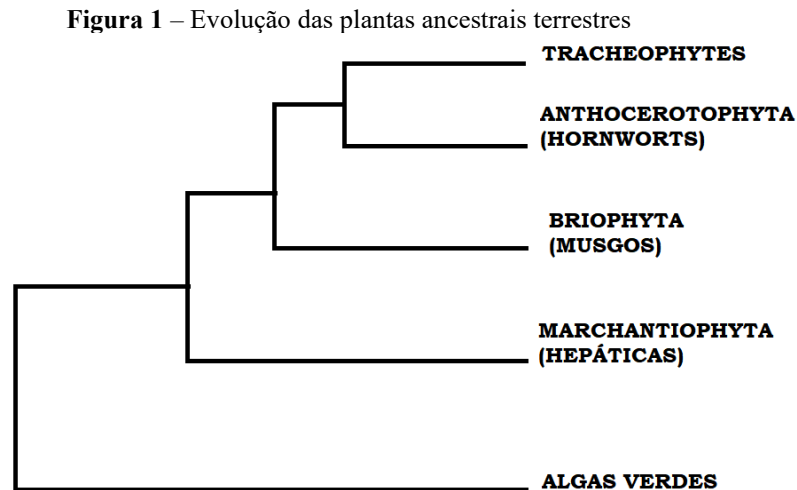 Figura 1 – Evolução das plantas ancestrais terrestres
TRACHEOPHYTES
ANTHOCEROTOPHYTA
(HORNWORTS)
BRIOPHYTA
(MUSGOS)
MARCHANTIOPHYTA
(HEPÁTICAS)
ALGAS VERDES